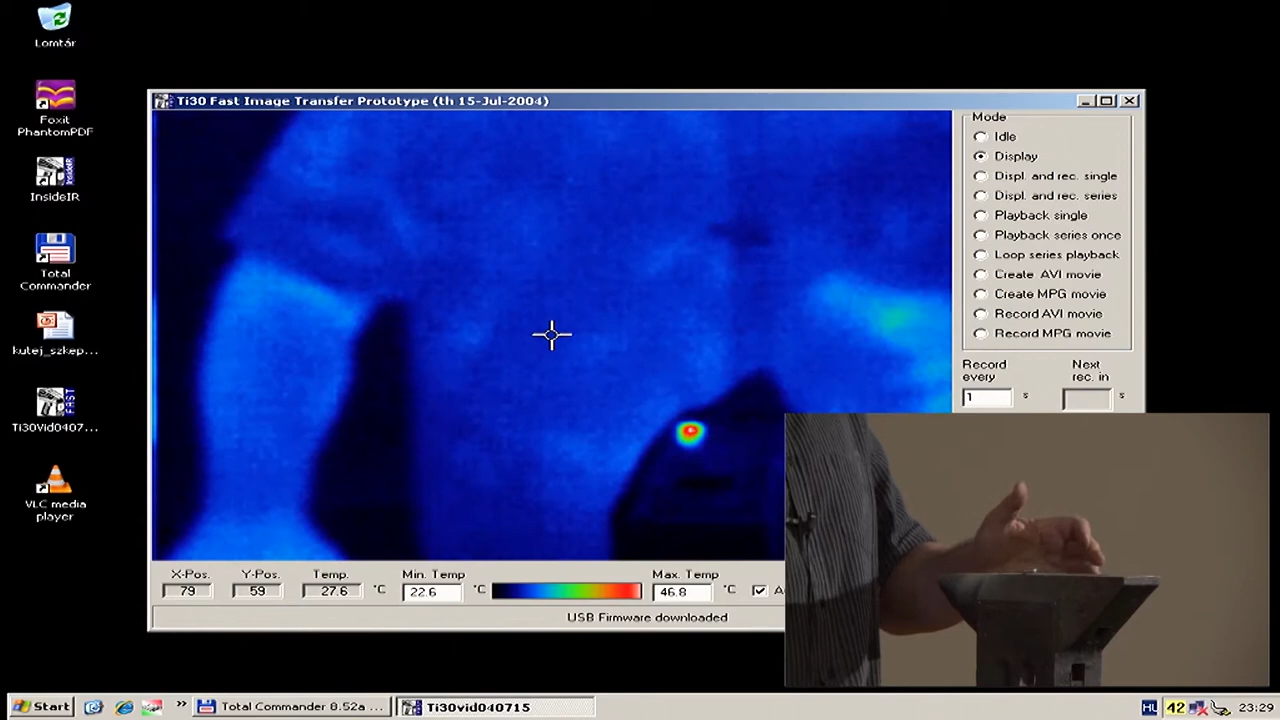 Lomtár
Foxit
PhantomPDF
InsideIR
InsideIR
Total
Commander
kutej_szkep...
FAST
Ti30Vid0407...
VLC media
player
Ti30 Fast Image Transfer Prototype (th 15-Jul-2004)
Mode
Idle
Display
Displ. and rec. single
Displ. and rec. series
Playback single
Playback series once
Loop series playback
Create AVI movie
Create MPG movie
Record AVI movie
Record MPG movie
Record
every
Next
rec. in
1
s
s
X-Pos.
Y-Pos.
Temp.
Min. Temp
Max. Temp
79
59
27.6
°C
22.6
°C
46.8
°C
USB Firmware downloaded
Start
»
Total Commander 8.52a ...
Ti30vid040715
HU
42
23:29